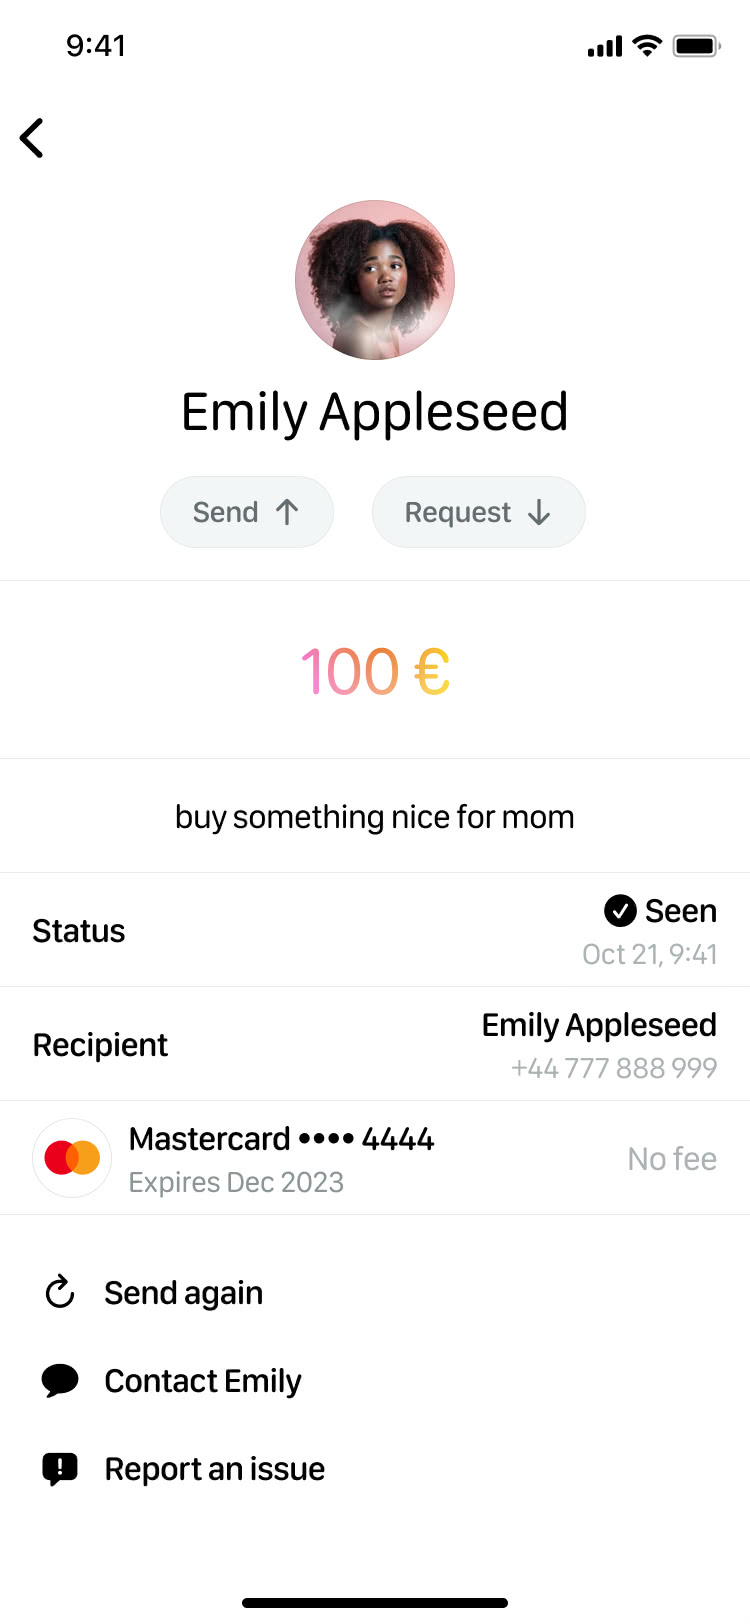 9:41
Emily Appleseed
Send ↑
Request ↓
100 €
buy something nice for mom
Status
Seen
Oct 21, 9:41
Recipient
Emily Appleseed
+44 777 888 999
Mastercard •••• 4444
Expires Dec 2023
No fee
Send again
Contact Emily
Report an issue